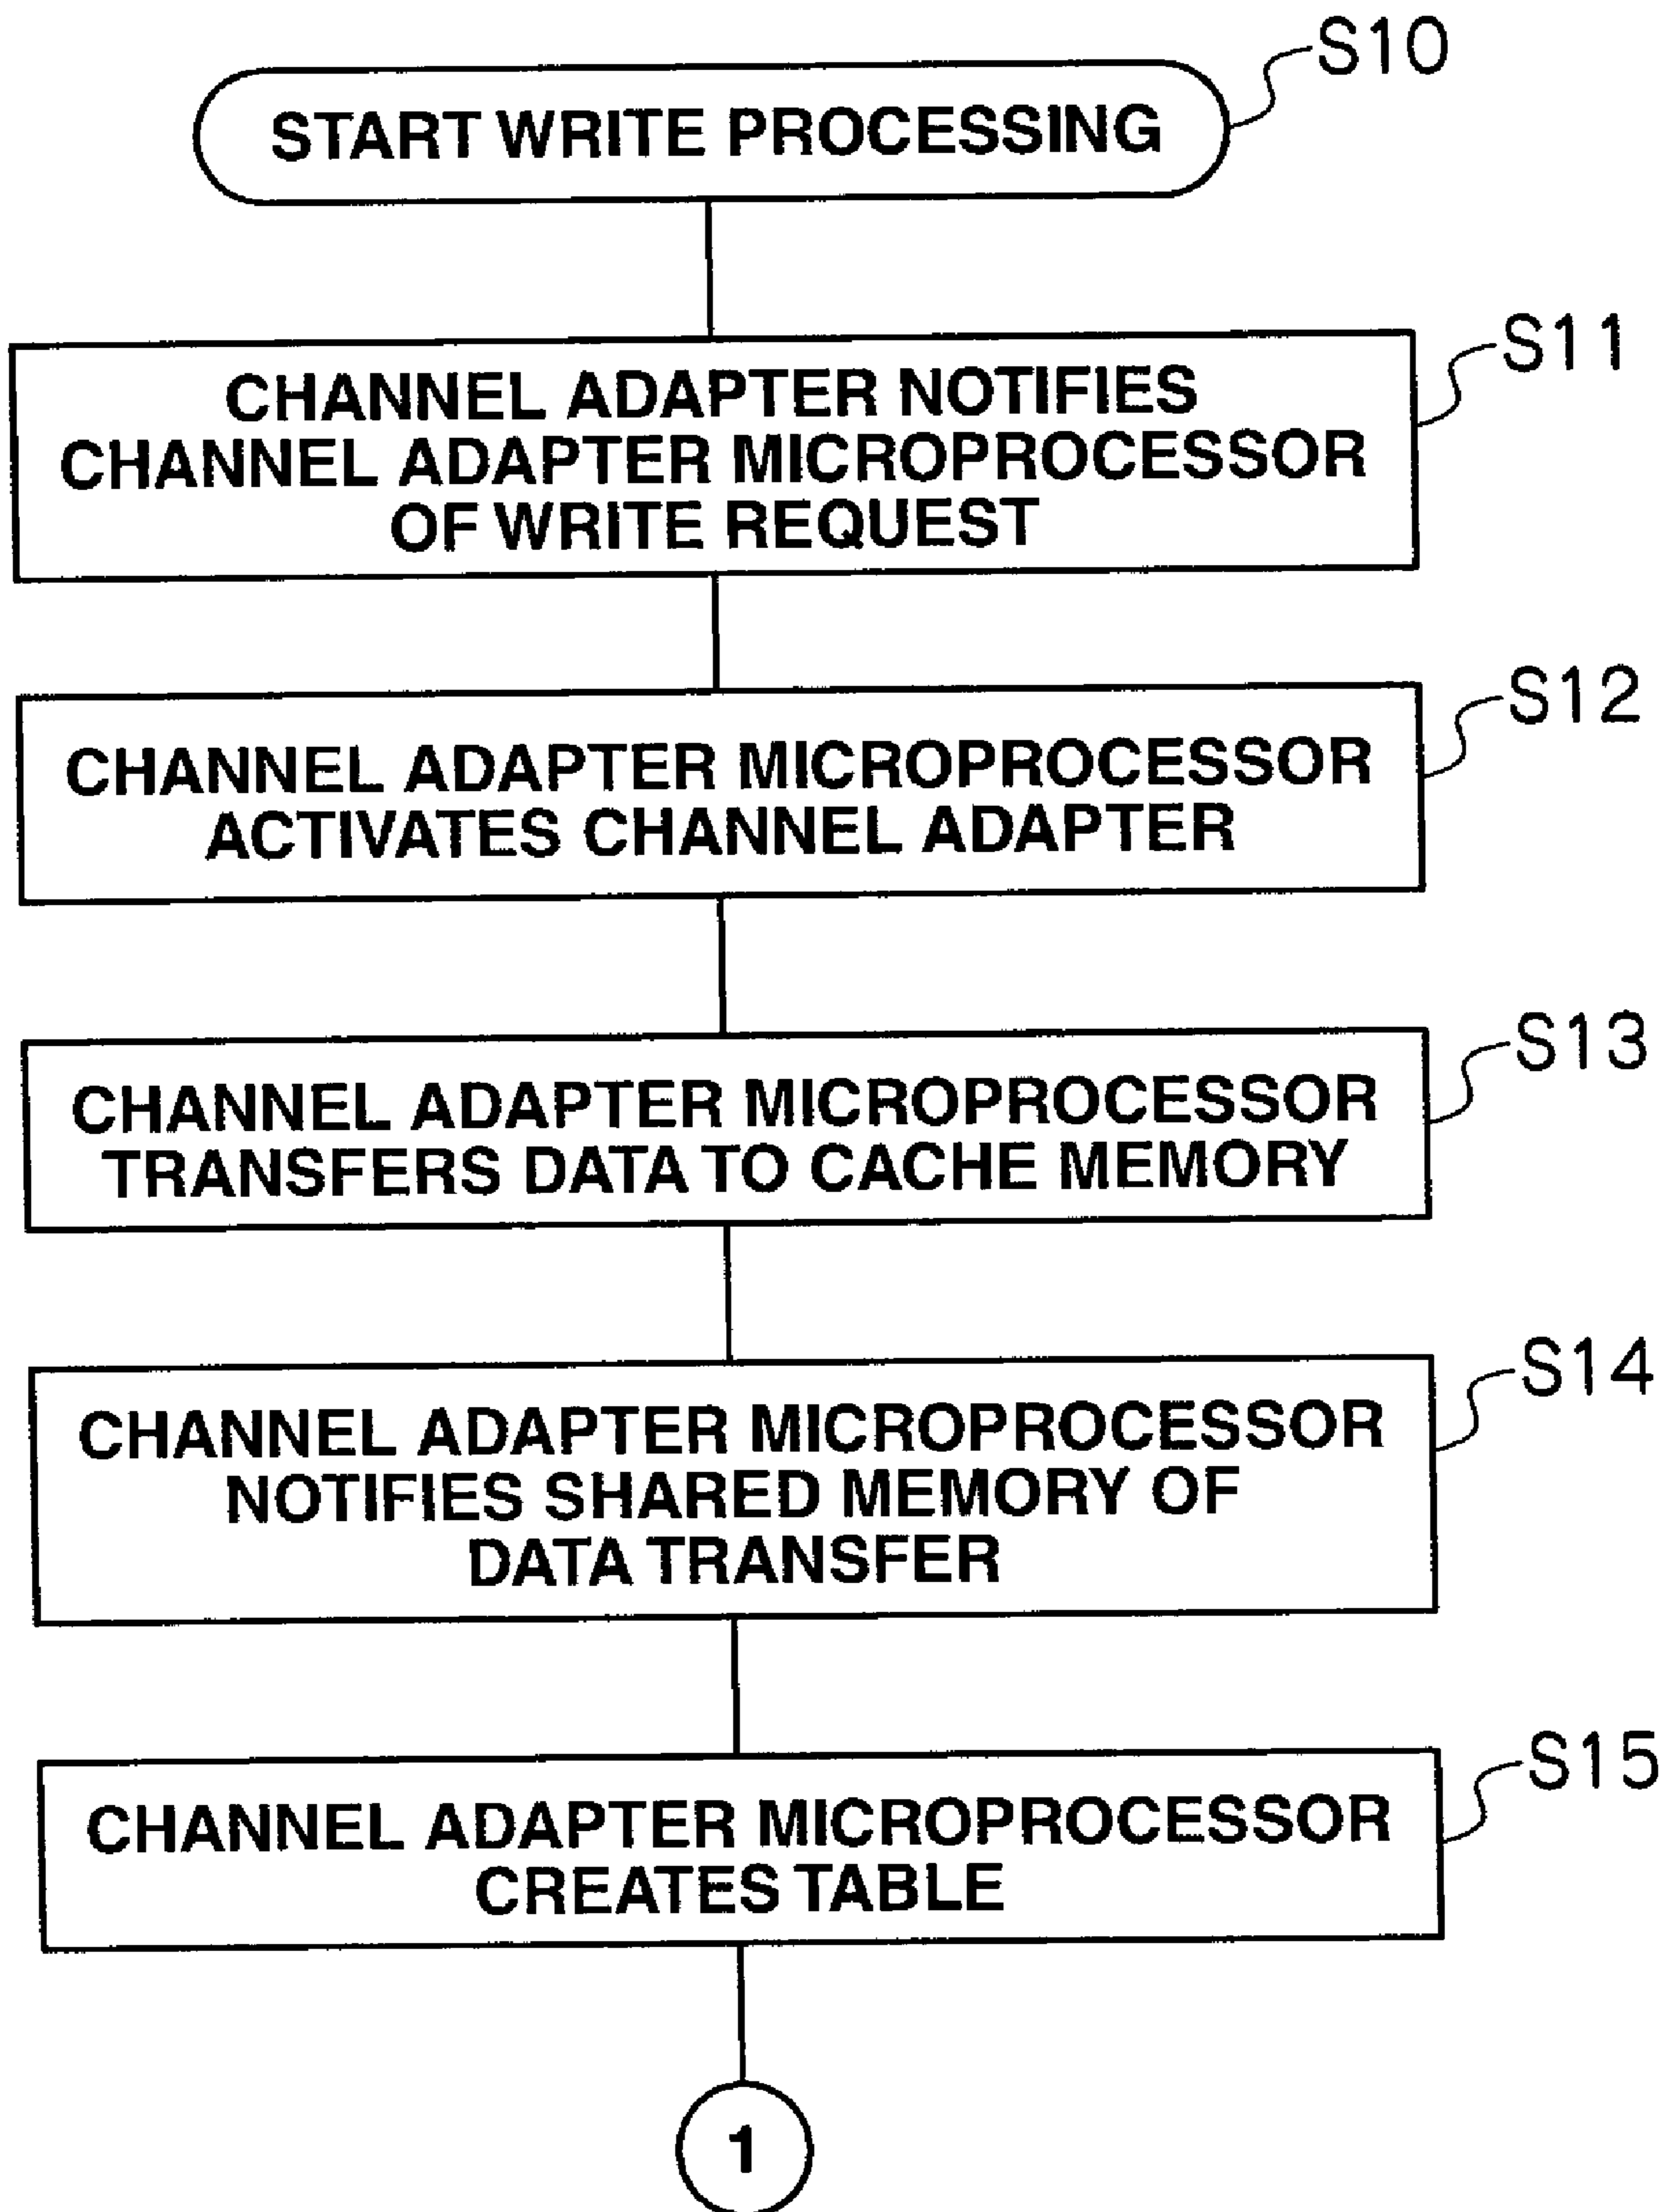 S10
START WRITE PROCESSING
S11
CHANNEL ADAPTER NOTIFIES
CHANNEL ADAPTER MICROPROCESSOR
OF WRITE REQUEST
S12
CHANNEL ADAPTER MICROPROCESSOR
ACTIVATES CHANNEL ADAPTER
S13
CHANNEL ADAPTER MICROPROCESSOR
TRANSFERS DATA TO CACHE MEMORY
S14
CHANNEL ADAPTER MICROPROCESSOR
NOTIFIES SHARED MEMORY OF
DATA TRANSFER
S15
CHANNEL ADAPTER MICROPROCESSOR
CREATES TABLE
1